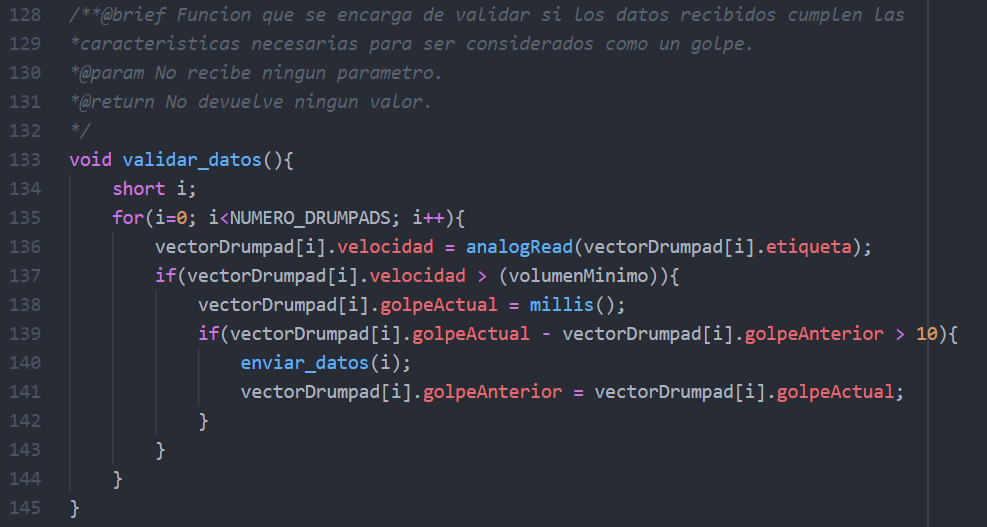 128 /**@brief Funcion que se encarga de validar si los datos recibidos cumplen las
129 *caracteristicas necesarias para ser considerados como un golpe.
130 *@param No recibe ningun parametro.
131 *@return No devuelve ningun valor.
132 */
133 void validar_datos(){
134     short i;
135     for(i=0; i<NUMERO_DRUMPADS; i++){
136         vectorDrumpad[i].velocidad = analogRead(vectorDrumpad[i].etiqueta);
137         if(vectorDrumpad[i].velocidad > (volumenMinimo)){
138             vectorDrumpad[i].golpeActual = millis();
139             if(vectorDrumpad[i].golpeActual - vectorDrumpad[i].golpeAnterior > 10){
140                 enviar_datos(i);
141                 vectorDrumpad[i].golpeAnterior = vectorDrumpad[i].golpeActual;
142             }
143         }
144     }
145 }